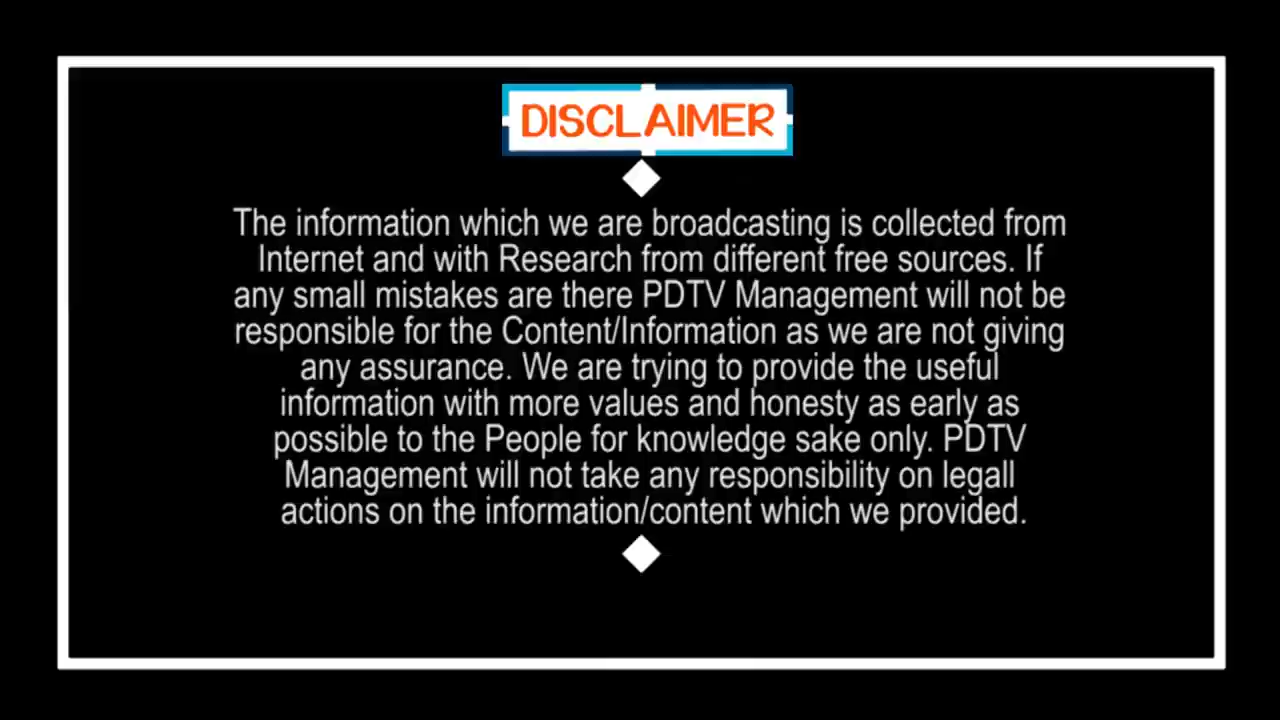 DISCLAIMER
The information which we are broadcasting is collected from
Internet and with Research from different free sources. If
any small mistakes are there PDTV Management will not be
responsible for the Content/Information as we are not giving
any assurance. We are trying to provide the useful
information with more values and honesty as early as
possible to the People for knowledge sake only. PDTV
Management will not take any responsibility on legall
actions on the information/content which we provided.